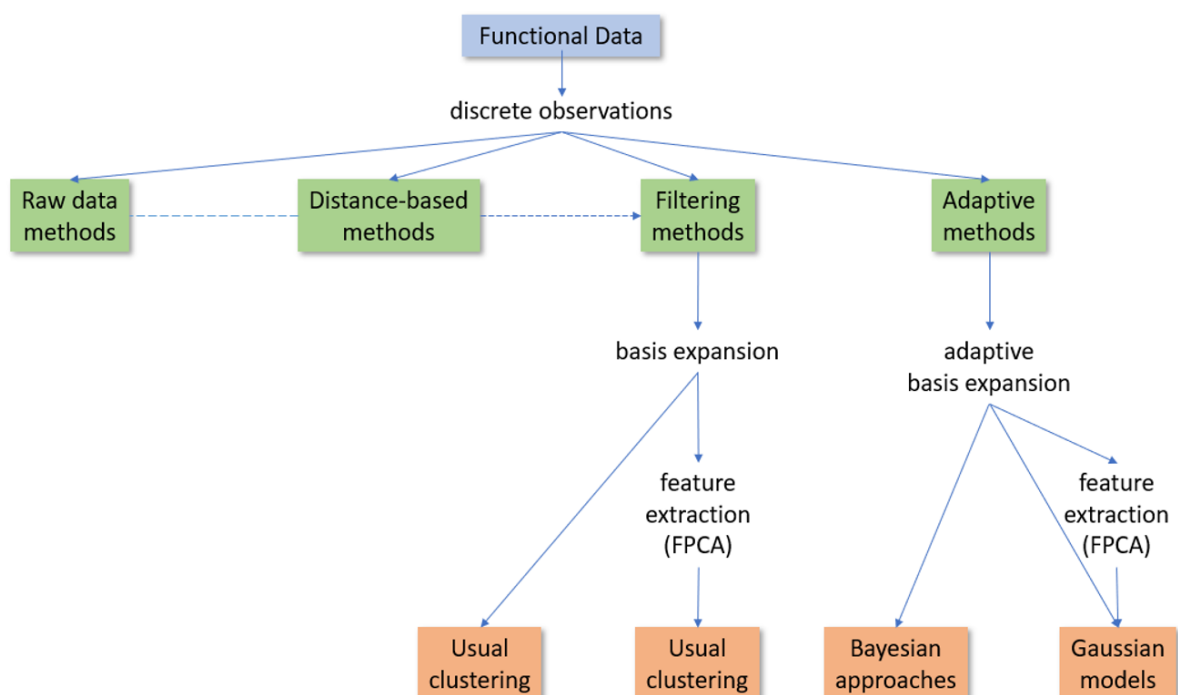 Functional Data
discrete observations
Raw data
methods
Distance-based
methods
Filtering
methods
Adaptive
methods
basis expansion
adaptive
basis expansion
feature
extraction
(FPCA)
feature
extraction
(FPCA)
Usual
clustering
Usual
clustering
Bayesian
approaches
Gaussian
models